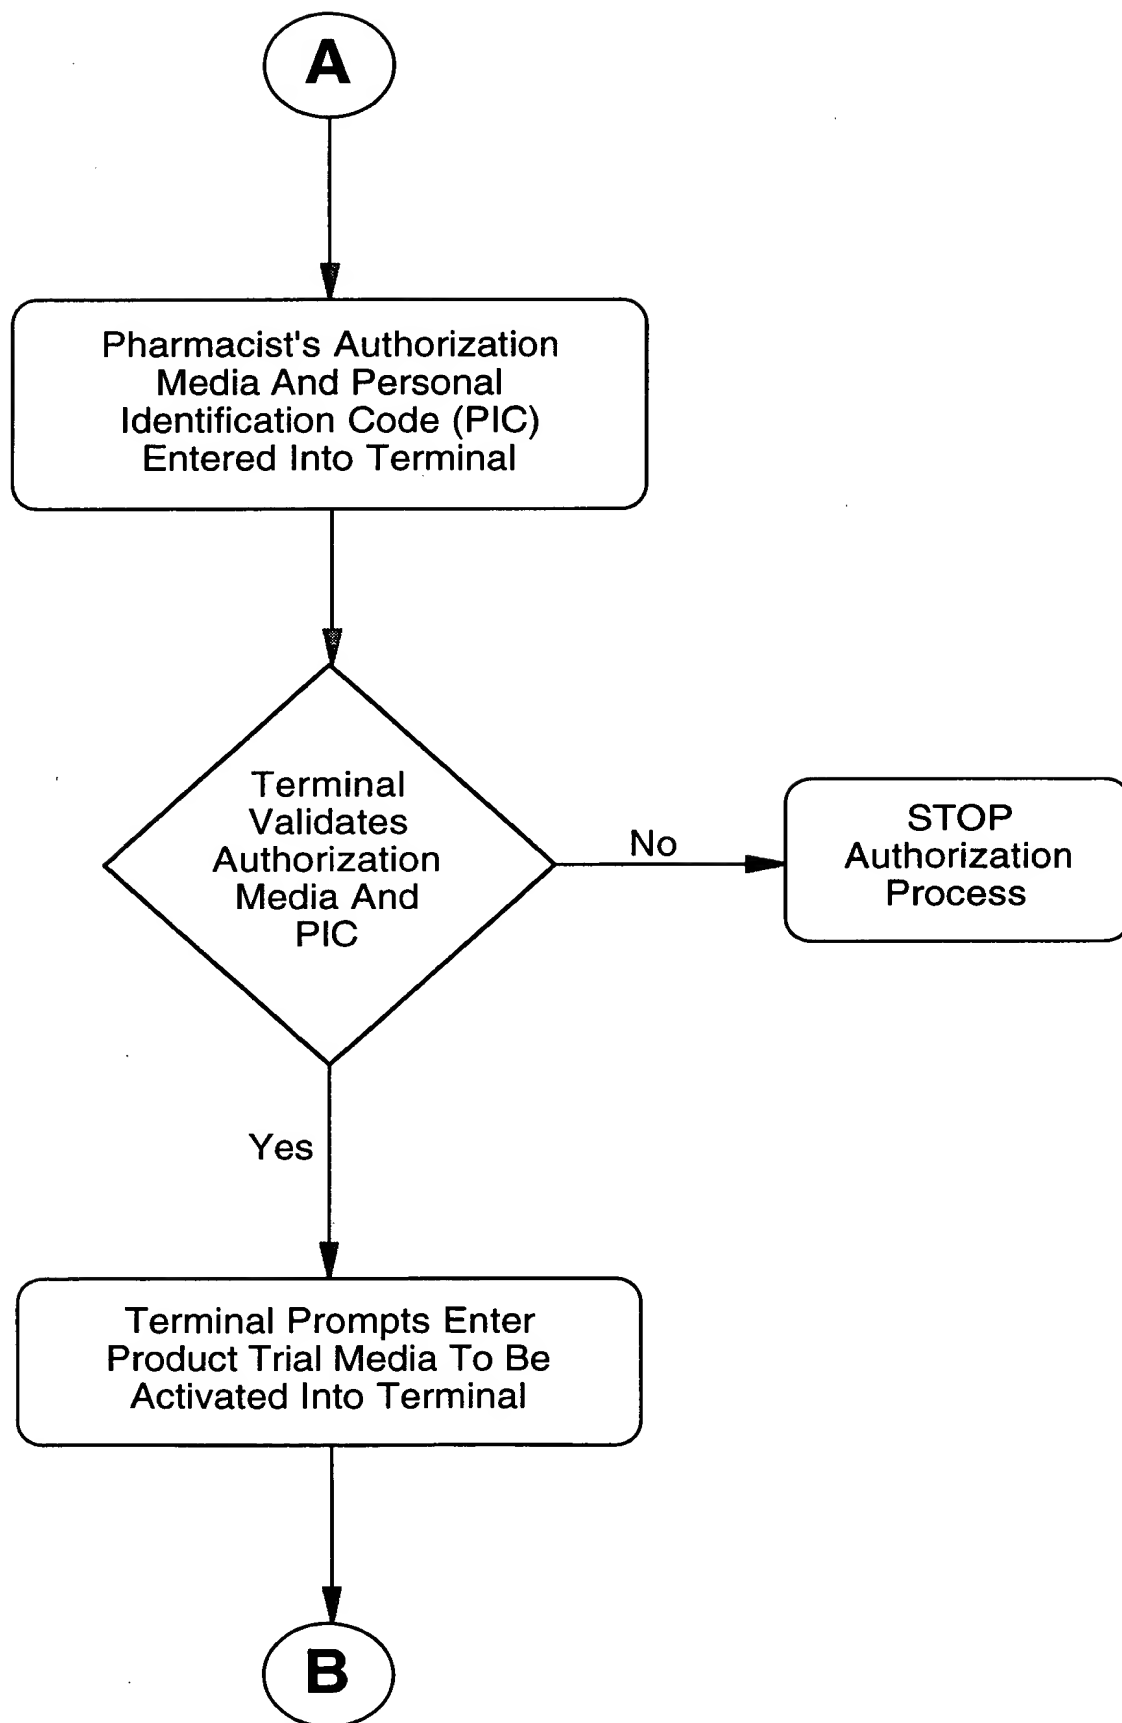 A
Pharmacist's Authorization
Media And Personal
Identification Code (PIC)
Entered Into Terminal
Terminal
Validates
Authorization
Media And
PIC
No
STOP
Authorization
Process
Yes
Terminal Prompts Enter
Product Trial Media To Be
Activated Into Terminal
B